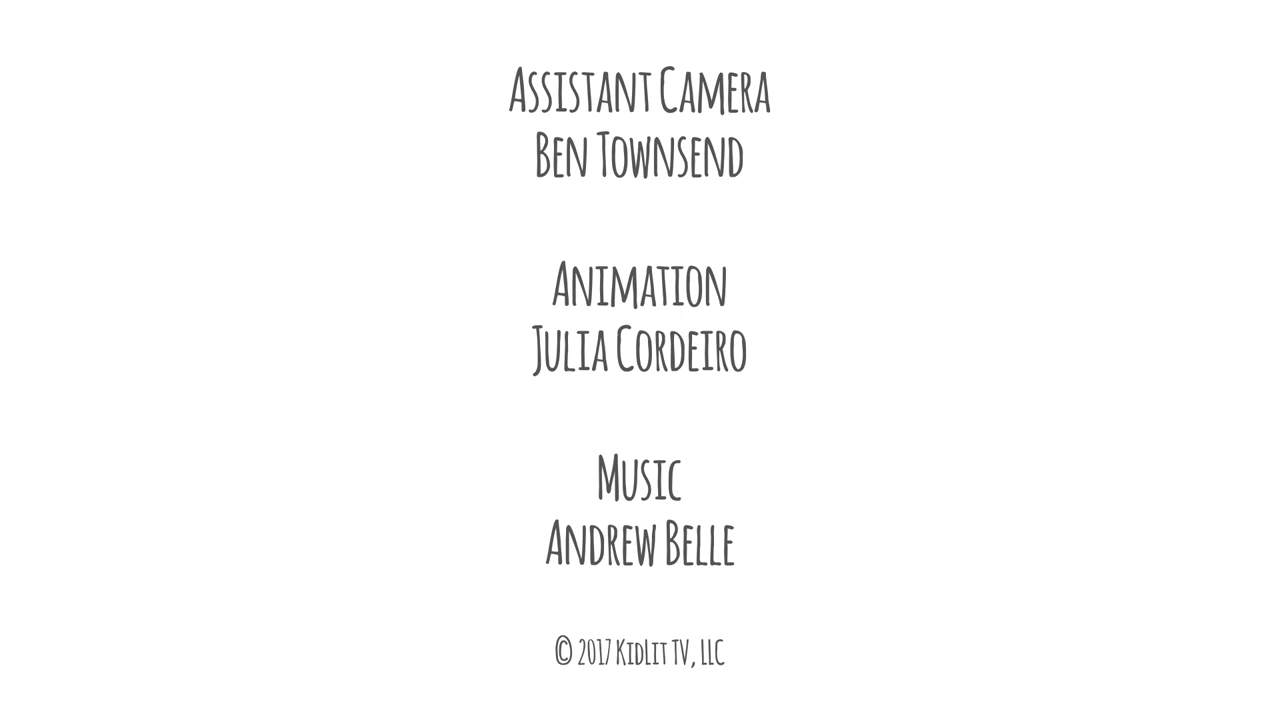 Assistant Camera
Ben Townsend
Animation
Julia Cordeiro
Music
Andrew Belle
© 2017 KidLit TV, LLC